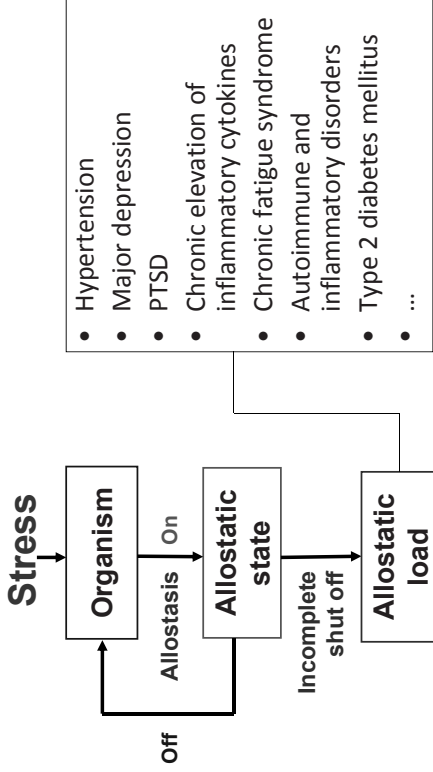 Stress
Organism
Allostasis On
Off
Allostatic
state
Incomplete
shut off
Allostatic
load
• Hypertension
• Major depression
• PTSD
• Chronic elevation of
inflammatory cytokines
• Chronic fatigue syndrome
• Autoimmune and
inflammatory disorders
• Type 2 diabetes mellitus
• ...